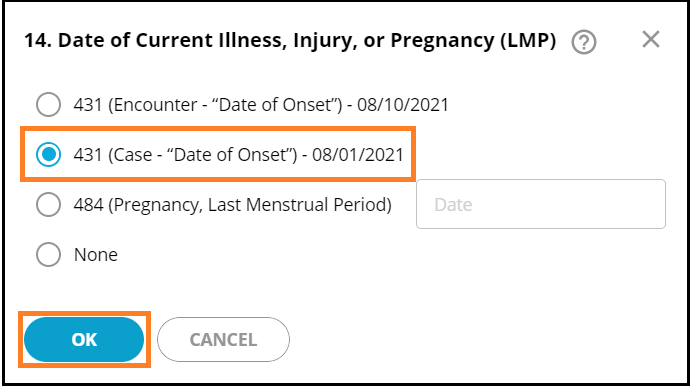 14. Date of Current Illness, Injury, or Pregnancy (LMP) ?
431 (Encounter - “Date of Onset”) - 08/10/2021
431 (Case - “Date of Onset”) - 08/01/2021
484 (Pregnancy, Last Menstrual Period) Date
None
OK CANCEL